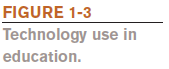 FIGURE 1-3
Technology use in
education.